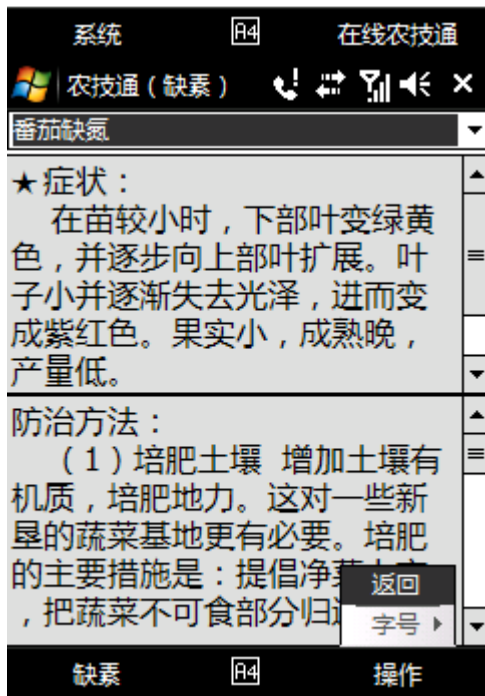 系统 A4 在线农技通
农技通（缺素）
番茄缺氮
★症状：
在苗较小时，下部叶变绿黄
色，并逐步向上部叶扩展。叶
子小并逐渐失去光泽，进而变
成紫红色。果实小，成熟晚，
产量低。
防治方法：
（1）培肥土壤 增加土壤有
机质，培肥地力。这对一些新
垦的蔬菜基地更有必要。培肥
的主要措施是：提倡净
，把蔬菜不可食部分归
返回
字号
缺素 A4 操作